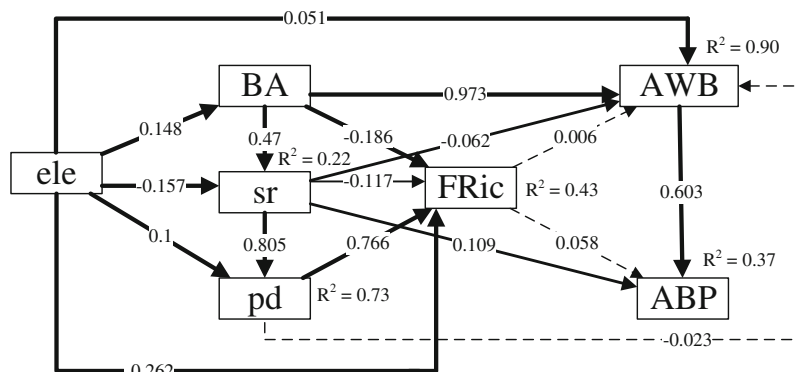 0.051
R² = 0.90
BA
AWB
0.973
0.148
0.47
-0.186
-0.062
0.006
R² = 0.22
ele
-0.157
sr
-0.117
FRic
R² = 0.43
0.603
0.1
0.805
0.766
0.109
0.058
R² = 0.37
pd
R² = 0.73
ABP
-0.023
0.262